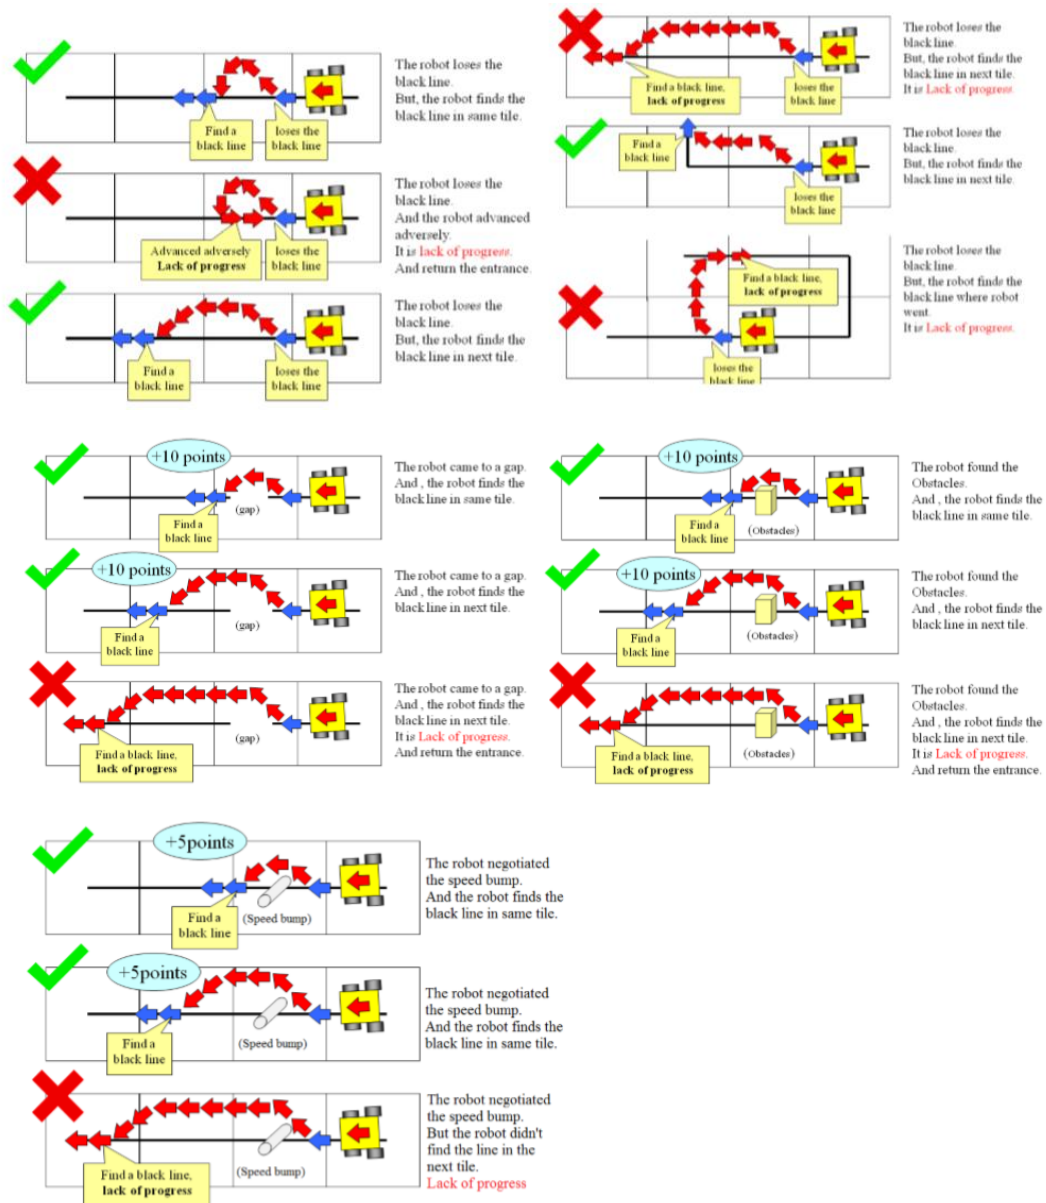 The robot loses the
black line.
But, the robot finds the
black line in same tile.
Find a
black line
loses the
black line
The robot loses the
black line.
And the robot advanced
adversely.
It is lack of progress.
And return the entrance.
Advanced adversely
Lack of progress
loses the
black line
The robot loses the
black line.
But, the robot finds the
black line in next tile.
Find a
black line
loses the
black line
The robot loses the
black line.
But, the robot finds the
black line in next tile.
It is Lack of progress.
Find a black line,
lack of progress
loses the
black line
The robot loses the
black line.
But, the robot finds the
black line in next tile.
Find a
black line
loses the
black line
The robot loses the
black line.
But, the robot finds the
black line where robot
went.
It is Lack of progress.
Find a black line,
lack of progress
loses the
black line
+10 points
The robot came to a gap.
And , the robot finds the
black line in same tile.
(gap)
Find a
black line
+10 points
The robot came to a gap.
And , the robot finds the
black line in next tile.
(gap)
Find a
black line
The robot came to a gap.
And , the robot finds the
black line in next tile.
It is Lack of progress.
And return the entrance.
(gap)
Find a black line,
lack of progress
+10 points
The robot found the
Obstacles.
And , the robot finds the
black line in same tile.
Find a
black line
(Obstacles)
+10 points
The robot found the
Obstacles.
And , the robot finds the
black line in next tile.
Find a
black line
(Obstacles)
The robot found the
Obstacles.
And , the robot finds the
black line in next tile.
It is Lack of progress.
And return the entrance.
Find a black line,
lack of progress
(Obstacles)
+5points
The robot negotiated
the speed bump.
And the robot finds the
black line in same tile.
Find a
black line
(Speed bump)
+5points
The robot negotiated
the speed bump.
And the robot finds the
black line in same tile.
Find a
black line
(Speed bump)
The robot negotiated
the speed bump.
But the robot didn't
find the line in the
next tile.
Lack of progress
Find a black line,
lack of progress
(Speed bump)